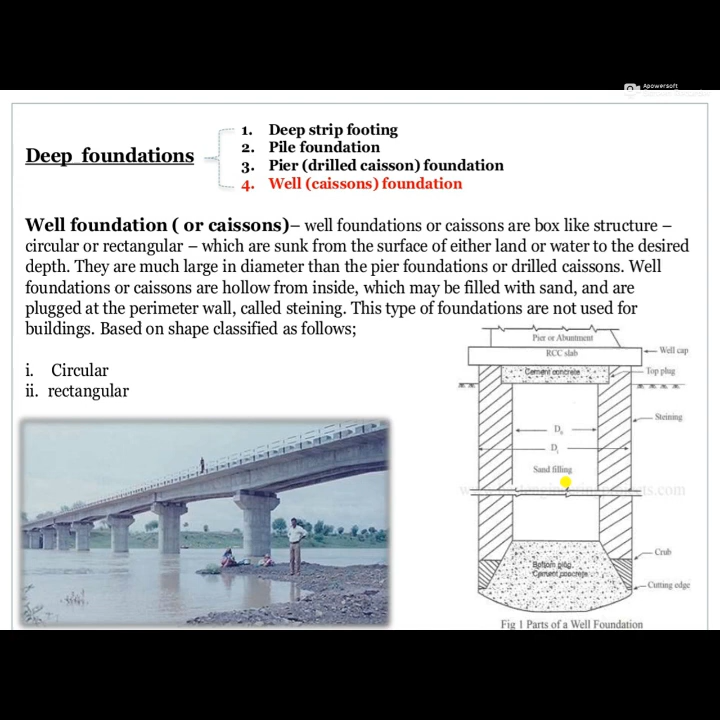 Apowersoft
Deep foundations
1. Deep strip footing
2. Pile foundation
3. Pier (drilled caisson) foundation
4. Well (caissons) foundation
Well foundation ( or caissons)– well foundations or caissons are box like structure –
circular or rectangular – which are sunk from the surface of either land or water to the desired
depth. They are much large in diameter than the pier foundations or drilled caissons. Well
foundations or caissons are hollow from inside, which may be filled with sand, and are
plugged at the perimeter wall, called steining. This type of foundations are not used for
buildings. Based on shape classified as follows;
i. Circular
ii. rectangular
Pier or Abuntment
RCC slab
Well cap
Cement concrete
Top plug
Steining
D
D
Sand filling
Bottom plug
Cement concrete
Crub
Cutting edge
Fig 1 Parts of a Well Foundation